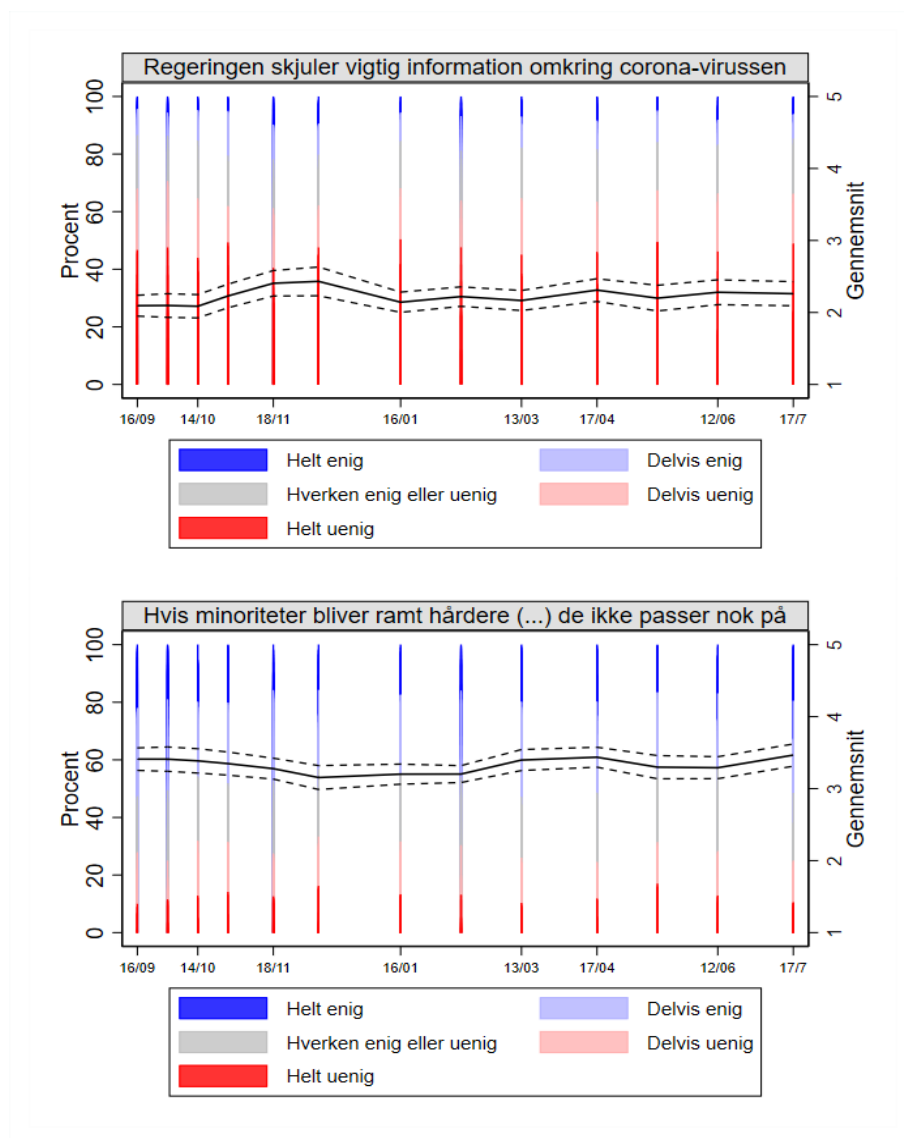 Regeringen skjuler vigtig information omkring corona-virussen
100
80
60
40
20
0
Procent
5
4
3
2
1
Gennemsnit
16/09 14/10 18/11 16/01 13/03 17/04 12/06 17/7
Helt enig Delvis enig
Hverken enig eller uenig Delvis uenig
Helt uenig
Hvis minoriteter bliver ramt hårdere (...) de ikke passer nok på
100
80
60
40
20
0
Procent
5
4
3
2
1
Gennemsnit
16/09 14/10 18/11 16/01 13/03 17/04 12/06 17/7
Helt enig Delvis enig
Hverken enig eller uenig Delvis uenig
Helt uenig